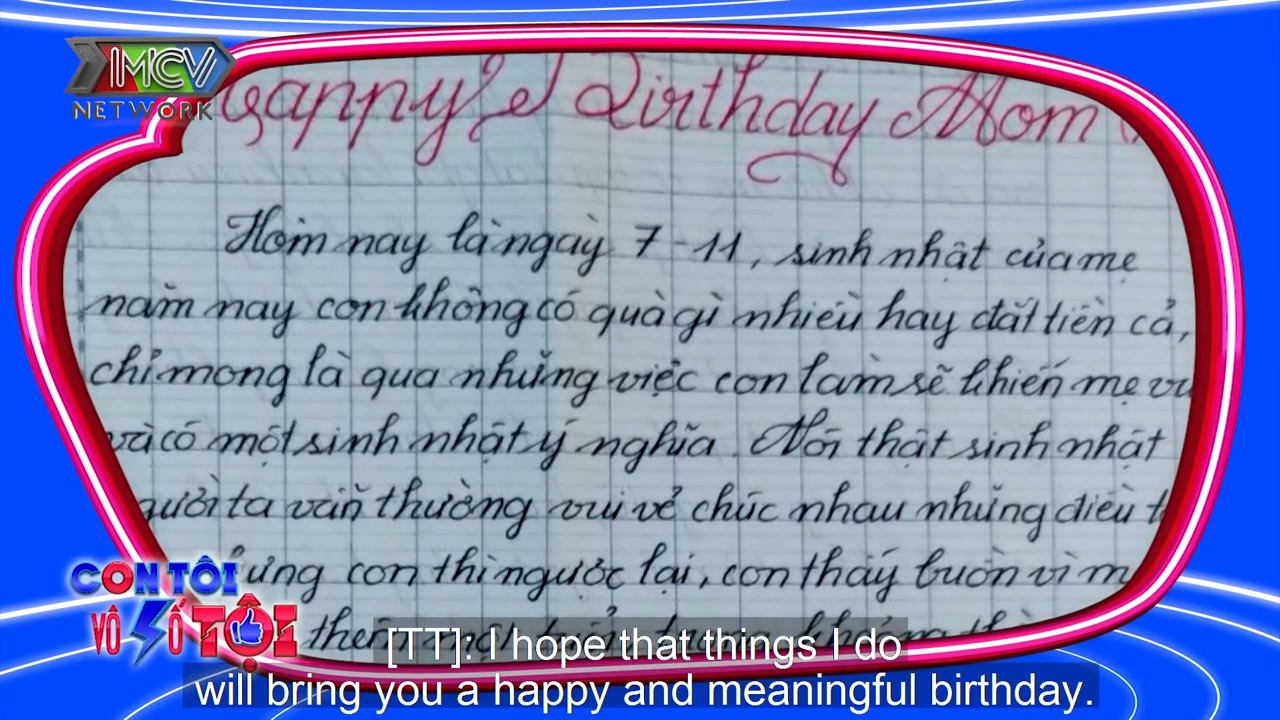 MCV
NETWORK
Happy Birthday Mom
Hôm nay là ngày 7-11, sinh nhật của mẹ
năm nay con không có quà gì nhiều hay đắt tiền cả,
chỉ mong là qua những việc con làm sẽ khiến mẹ
và có một sinh nhật ý nghĩa. Nói thật sinh nhật
người ta vẫn thường vui vẻ chúc nhau những điều
con thì ngược lại, con thấy buồn vì
CON TÔI
VÔ SỐ TỘI
[TT]: I hope that things I do
will bring you a happy and meaningful birthday.